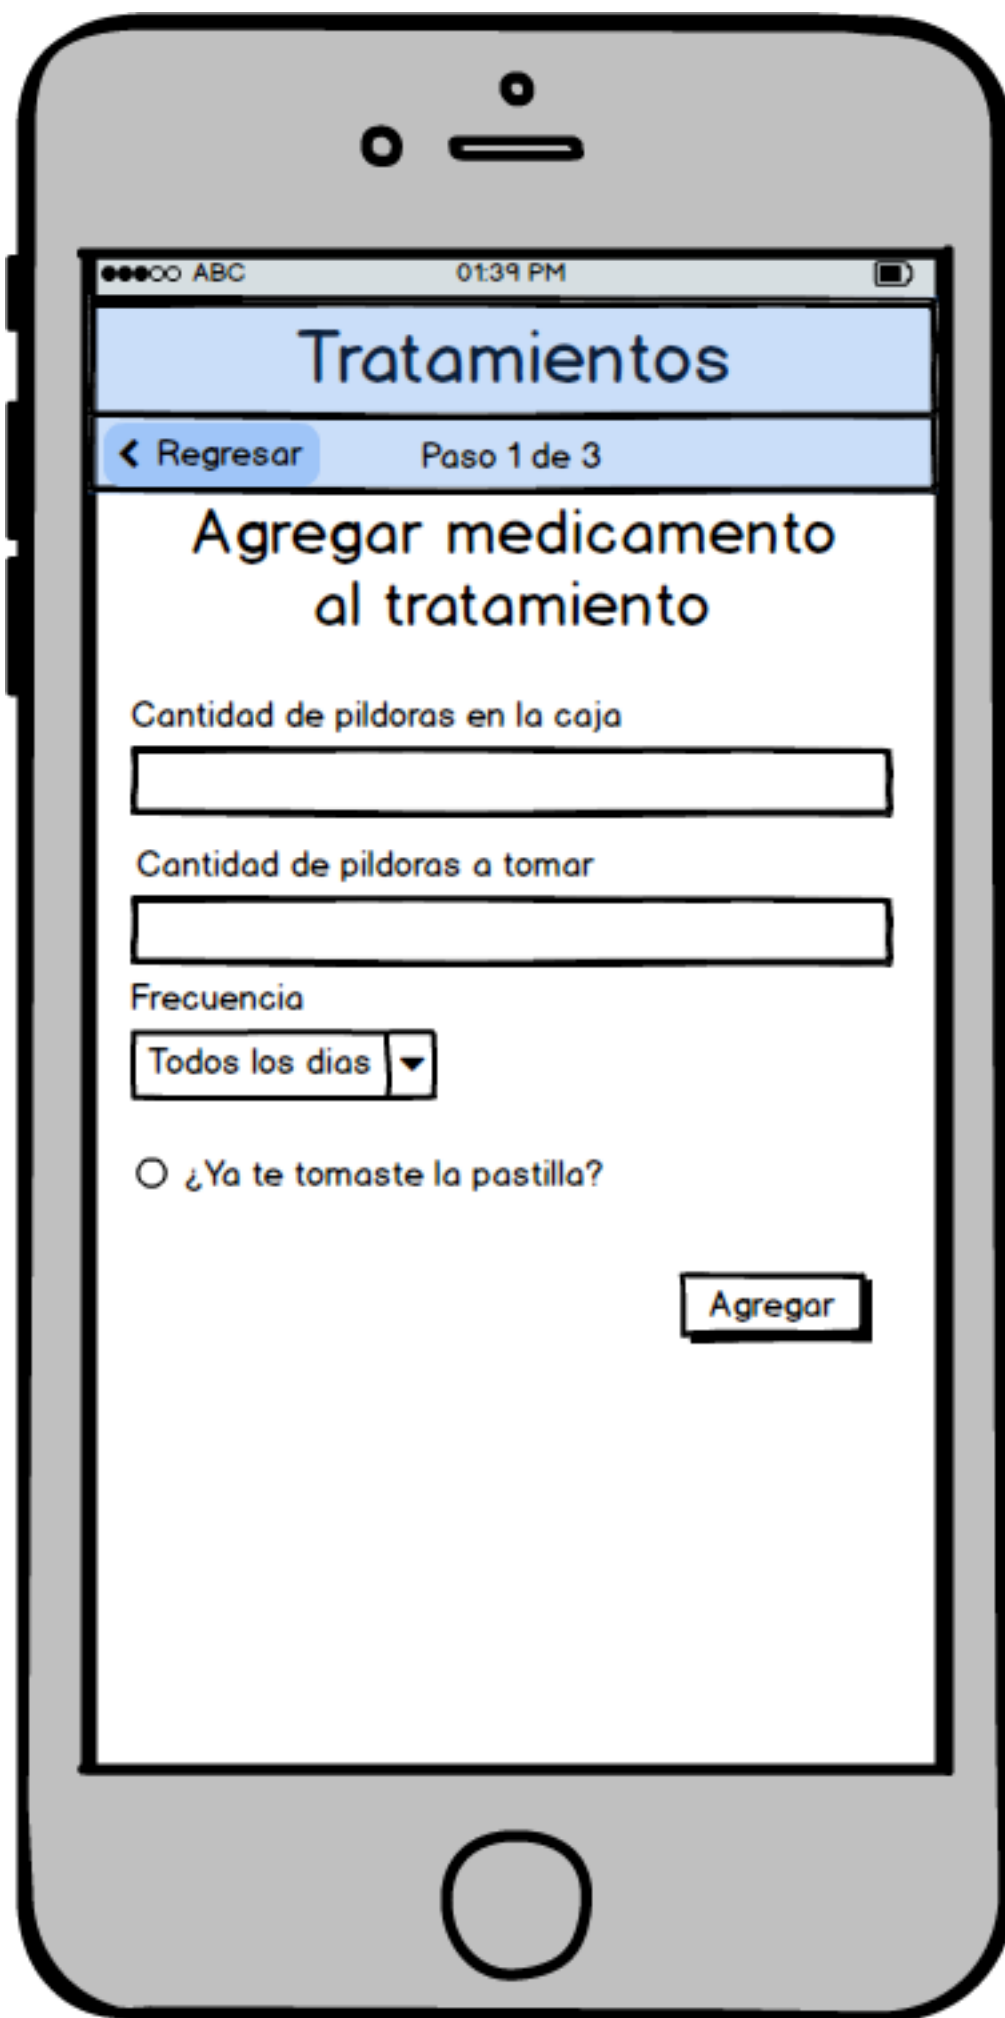 ABC 01:39 PM
Tratamientos
Regresar Paso 1 de 3
Agregar medicamento
al tratamiento
Cantidad de pildoras en la caja
Cantidad de pildoras a tomar
Frecuencia
Todos los dias
¿Ya te tomaste la pastilla?
Agregar